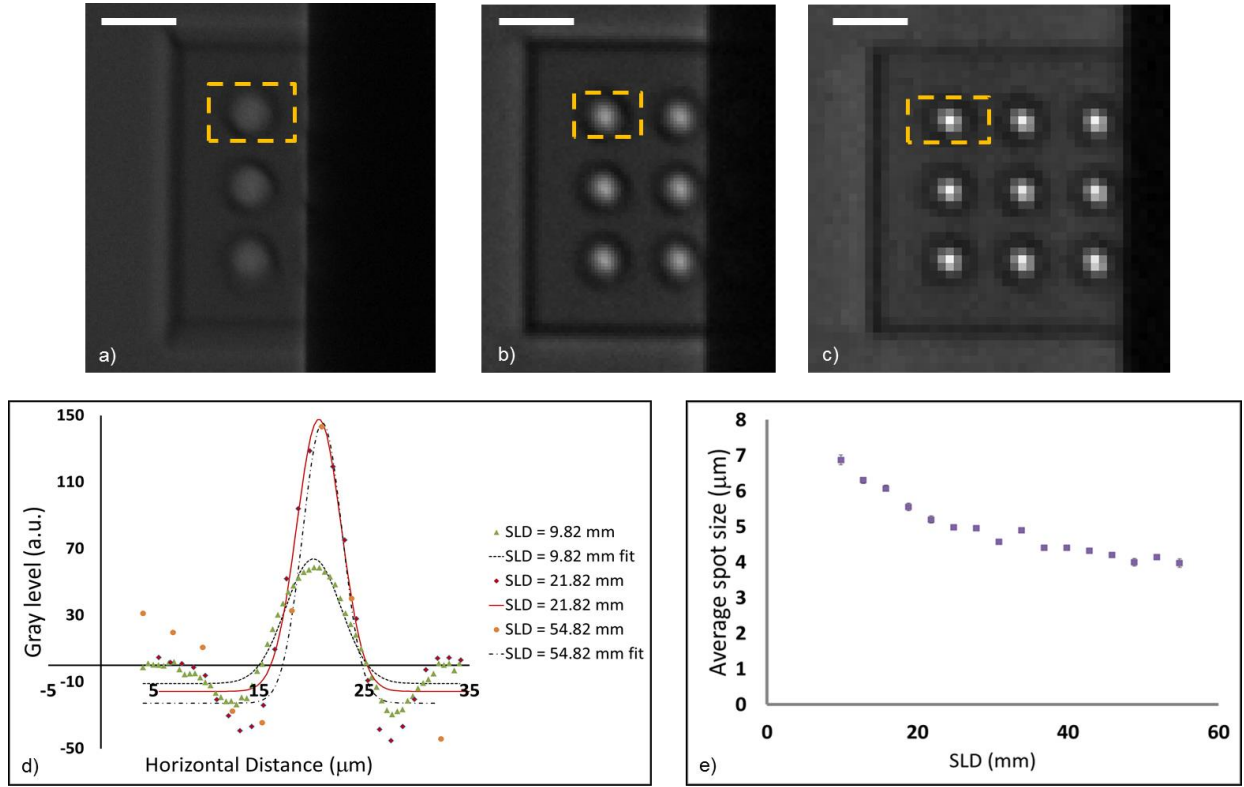 a)
b)
c)
150
110
70
30
-10
-50
-5
5
15
25
35
Gray level (a.u.)
Horizontal Distance (μm)
SLD = 9.82 mm
SLD = 9.82 mm fit
SLD = 21.82 mm
SLD = 21.82 mm
SLD = 54.82 mm
SLD = 54.82 mm fit
d)
8
7
6
5
4
3
2
1
0
0
20
40
60
Average spot size (μm)
SLD (mm)
e)